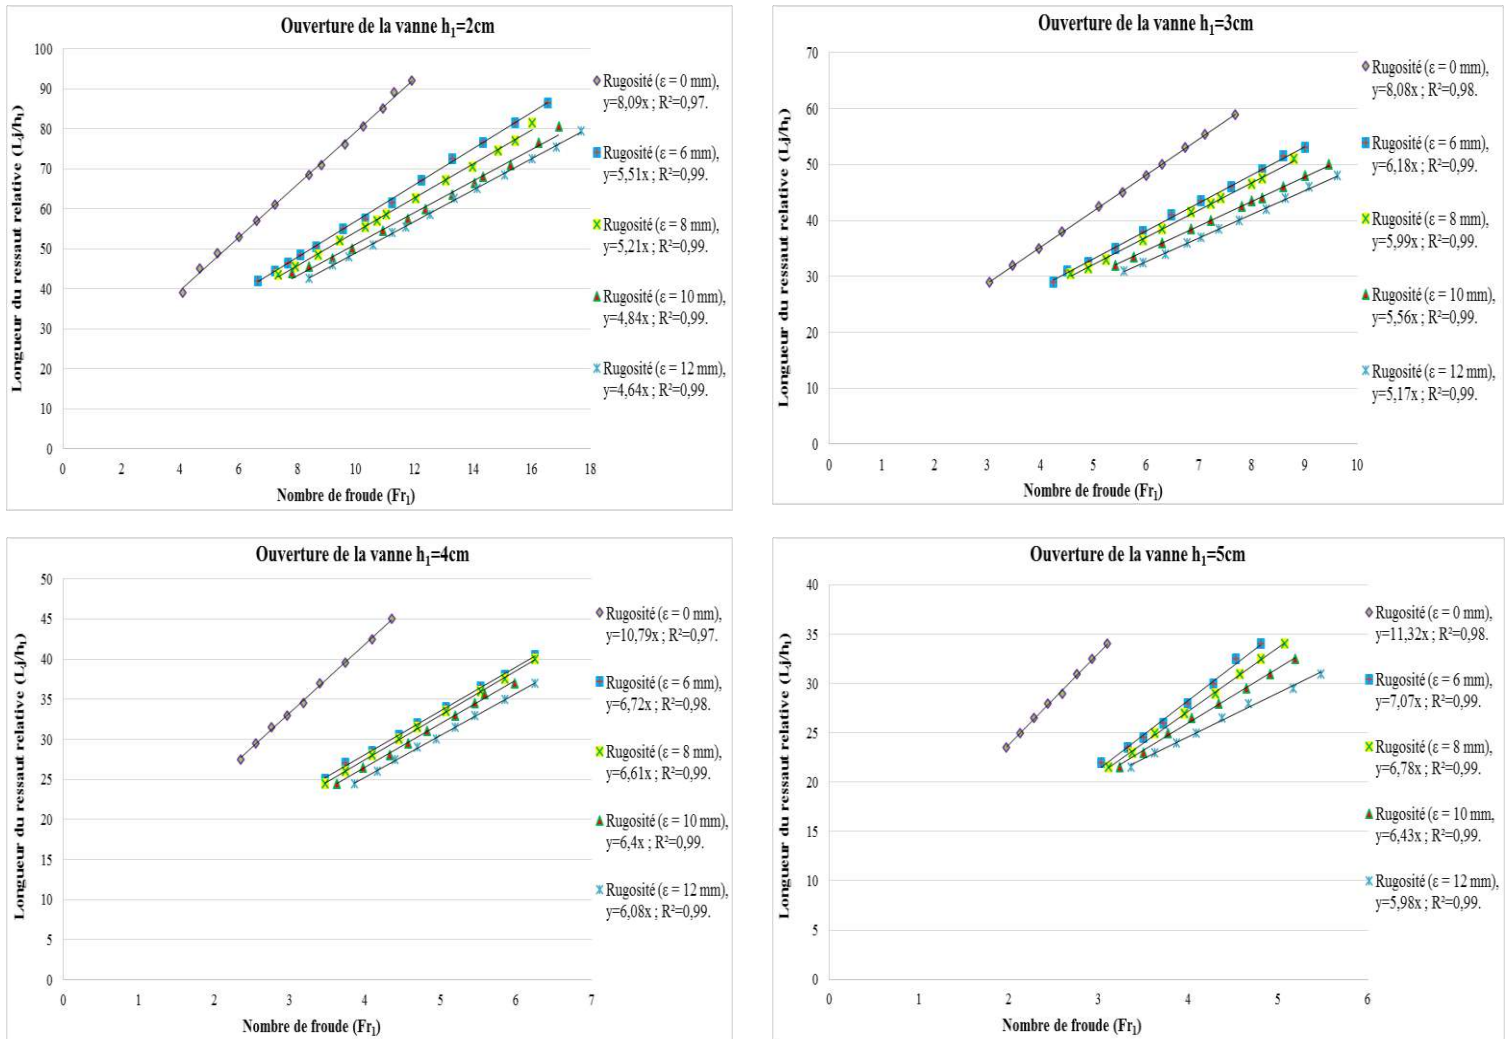 Ouverture de la vanne h₁=2cm
Longueur du ressaut relative (Lj/h₁)
100
90
80
70
60
50
40
30
20
10
0
0 2 4 6 8 10 12 14 16 18
Nombre de froude (Fr₁)
Rugosité (ε = 0 mm),
y=8,09x ; R²=0,97.
Rugosité (ε = 6 mm),
y=5,51x ; R²=0,99.
Rugosité (ε = 8 mm),
y=5,21x ; R²=0,99.
Rugosité (ε = 10 mm),
y=4,84x ; R²=0,99.
Rugosité (ε = 12 mm),
y=4,64x ; R²=0,99.
Ouverture de la vanne h₁=3cm
Longueur du ressaut relative (Lj/h₁)
70
60
50
40
30
20
10
0
0 1 2 3 4 5 6 7 8 9 10
Nombre de froude (Fr₁)
Rugosité (ε = 0 mm),
y=8,08x ; R²=0,98.
Rugosité (ε = 6 mm),
y=6,18x ; R²=0,99.
Rugosité (ε = 8 mm),
y=5,99x ; R²=0,99.
Rugosité (ε = 10 mm),
y=5,56x ; R²=0,99.
Rugosité (ε = 12 mm),
y=5,17x ; R²=0,99.
Ouverture de la vanne h₁=4cm
Longueur du ressaut relative (Lj/h₁)
50
45
40
35
30
25
20
15
10
5
0
0 1 2 3 4 5 6 7
Nombre de froude (Fr₁)
Rugosité (ε = 0 mm),
y=10,79x ; R²=0,97.
Rugosité (ε = 6 mm),
y=6,72x ; R²=0,98.
Rugosité (ε = 8 mm),
y=6,61x ; R²=0,99.
Rugosité (ε = 10 mm),
y=6,4x ; R²=0,99.
Rugosité (ε = 12 mm),
y=6,08x ; R²=0,99.
Ouverture de la vanne h₁=5cm
Longueur du ressaut relative (Lj/h₁)
40
35
30
25
20
15
10
5
0
0 1 2 3 4 5 6
Nombre de froude (Fr₁)
Rugosité (ε = 0 mm),
y=11,32x ; R²=0,98.
Rugosité (ε = 6 mm),
y=7,07x ; R²=0,99.
Rugosité (ε = 8 mm),
y=6,78x ; R²=0,99.
Rugosité (ε = 10 mm,
y=6,43x ; R²=0,99.
Rugosité (ε = 12 mm),
y=5,98x ; R²=0,99.